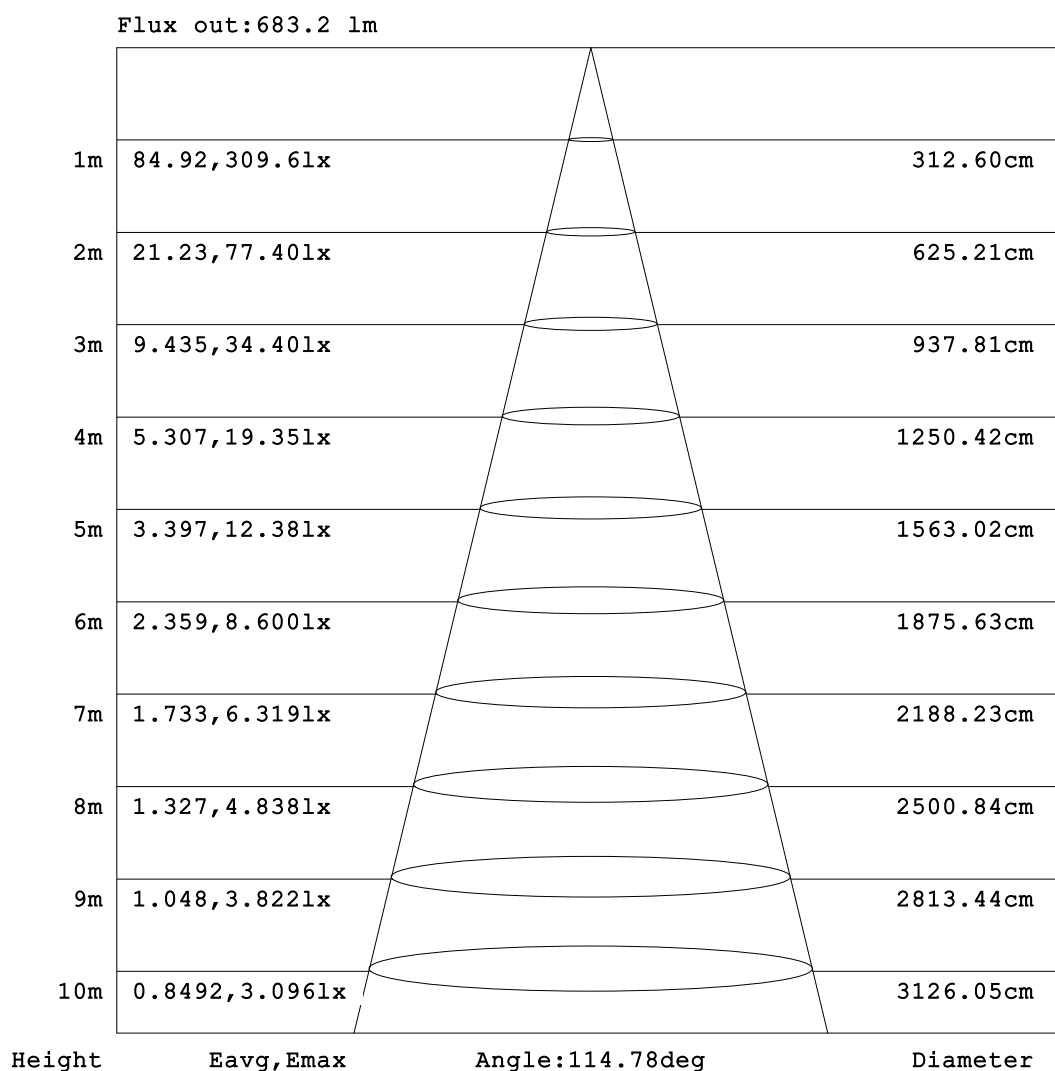 Flux out:683.2 lm
1m 84.92,309.6lx 312.60cm
2m 21.23,77.40lx 625.21cm
3m 9.435,34.40lx 937.81cm
4m 5.307,19.35lx 1250.42cm
5m 3.397,12.38lx 1563.02cm
6m 2.359,8.600lx 1875.63cm
7m 1.733,6.319lx 2188.23cm
8m 1.327,4.838lx 2500.84cm
9m 1.048,3.822lx 2813.44cm
10m 0.8492,3.096lx 3126.05cm
Height Eavg,Emax Angle:114.78deg Diameter